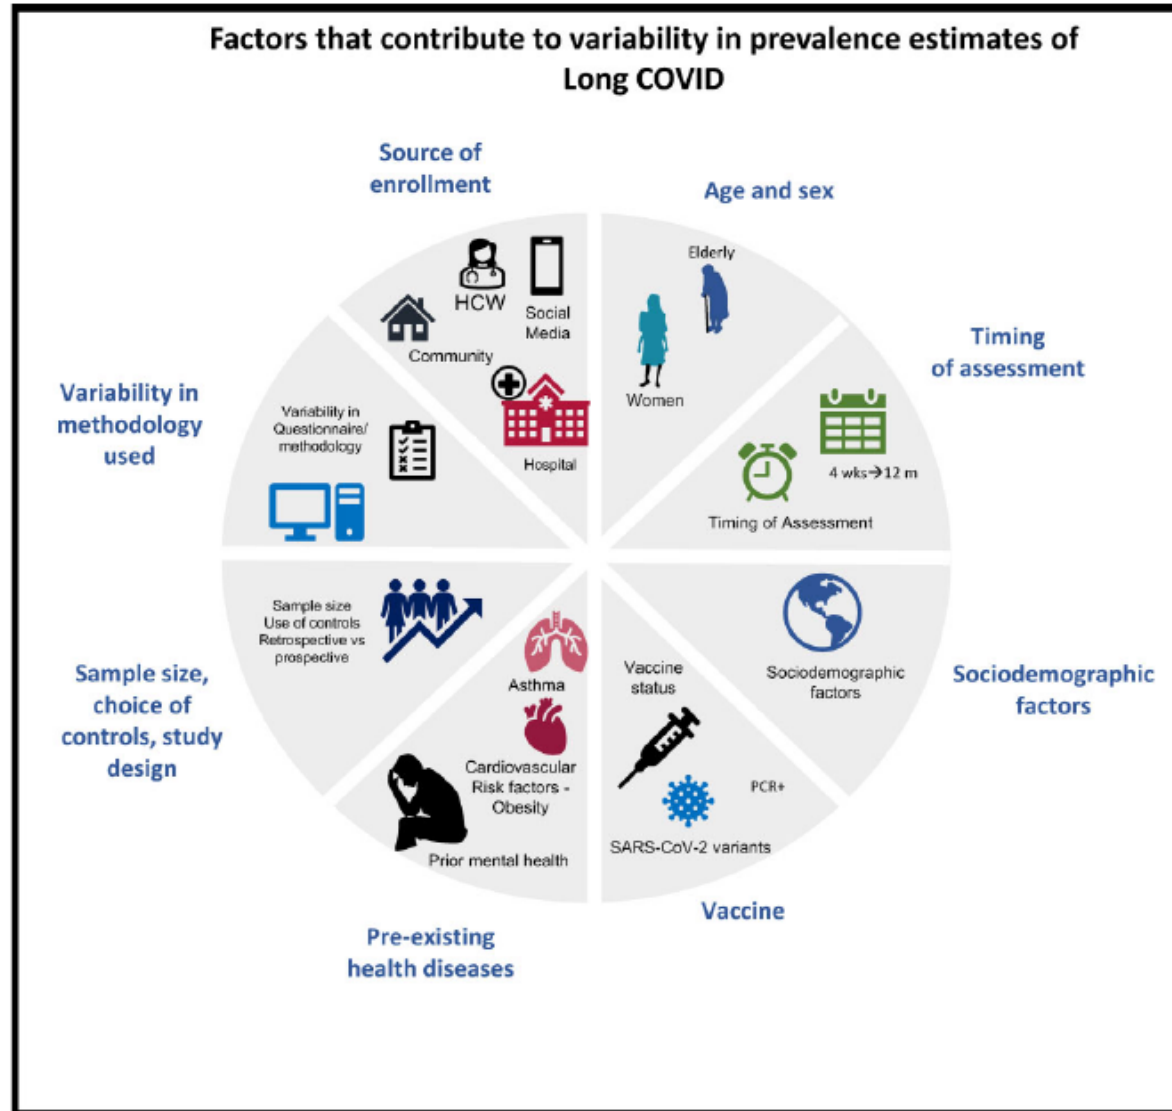 Factors that contribute to variability in prevalence estimates of
Long COVID
Source of
enrollment
HCW
Social
Media
Community
Hospital
Age and sex
Elderly
Women
Timing
of assessment
4 wks→12 m
Timing of Assessment
Variability in
methodology
used
Variability in
Questionnaire/
methodology
Sample size
Use of controls
Retrospective vs
prospective
Sample size,
choice of
controls, study
design
Asthma
Cardiovascular
Risk factors -
Obesity
Prior mental health
Pre-existing
health diseases
Vaccine
status
PCR+
SARS-CoV-2 variants
Vaccine
Sociodemographic
factors
Sociodemographic
factors